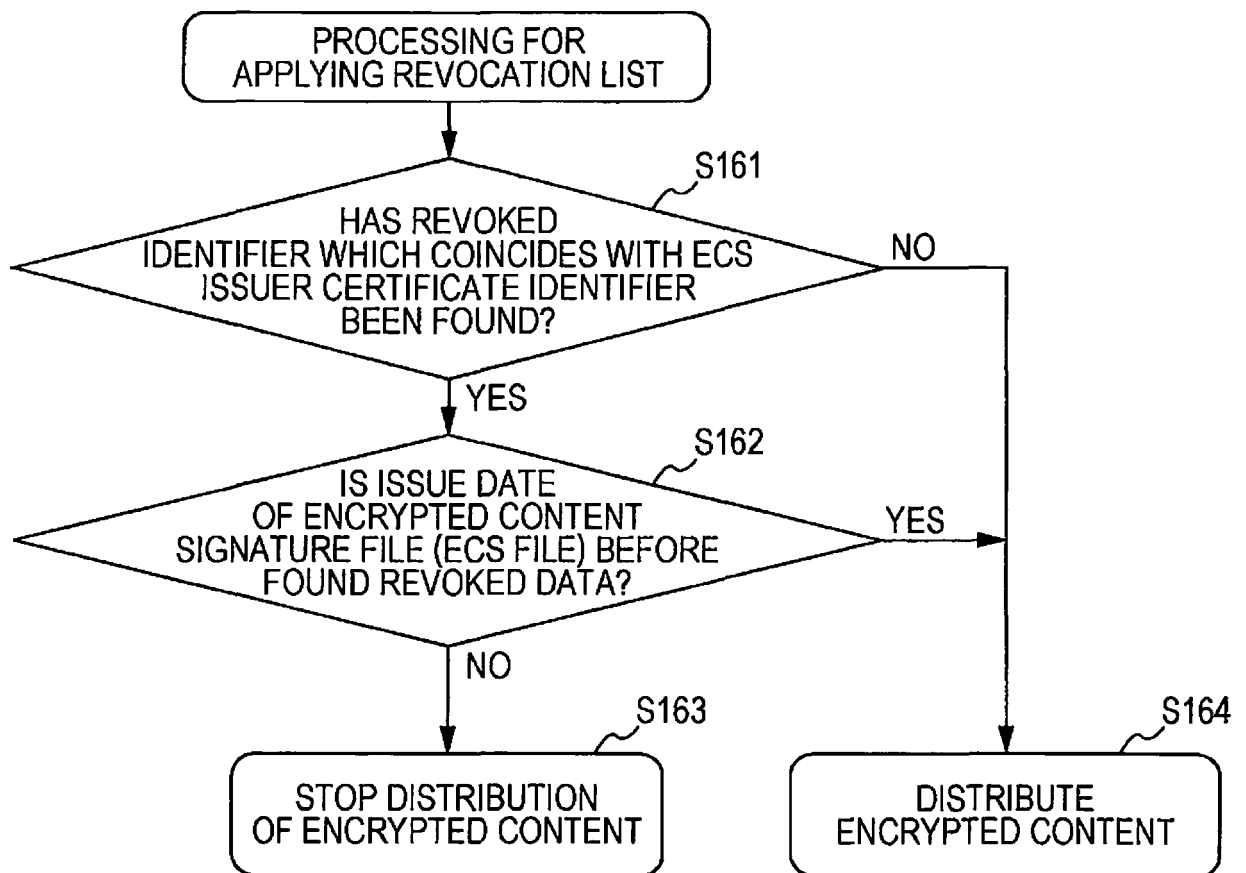 PROCESSING FOR
APPLYING REVOCATION LIST
S161
HAS REVOKED
IDENTIFIER WHICH COINCIDES WITH ECS
ISSUER CERTIFICATE IDENTIFIER
BEEN FOUND?
NO
YES
S162
IS ISSUE DATE
OF ENCRYPTED CONTENT
SIGNATURE FILE (ECS FILE) BEFORE
FOUND REVOKED DATA?
YES
NO
S163
STOP DISTRIBUTION
OF ENCRYPTED CONTENT
S164
DISTRIBUTE
ENCRYPTED CONTENT